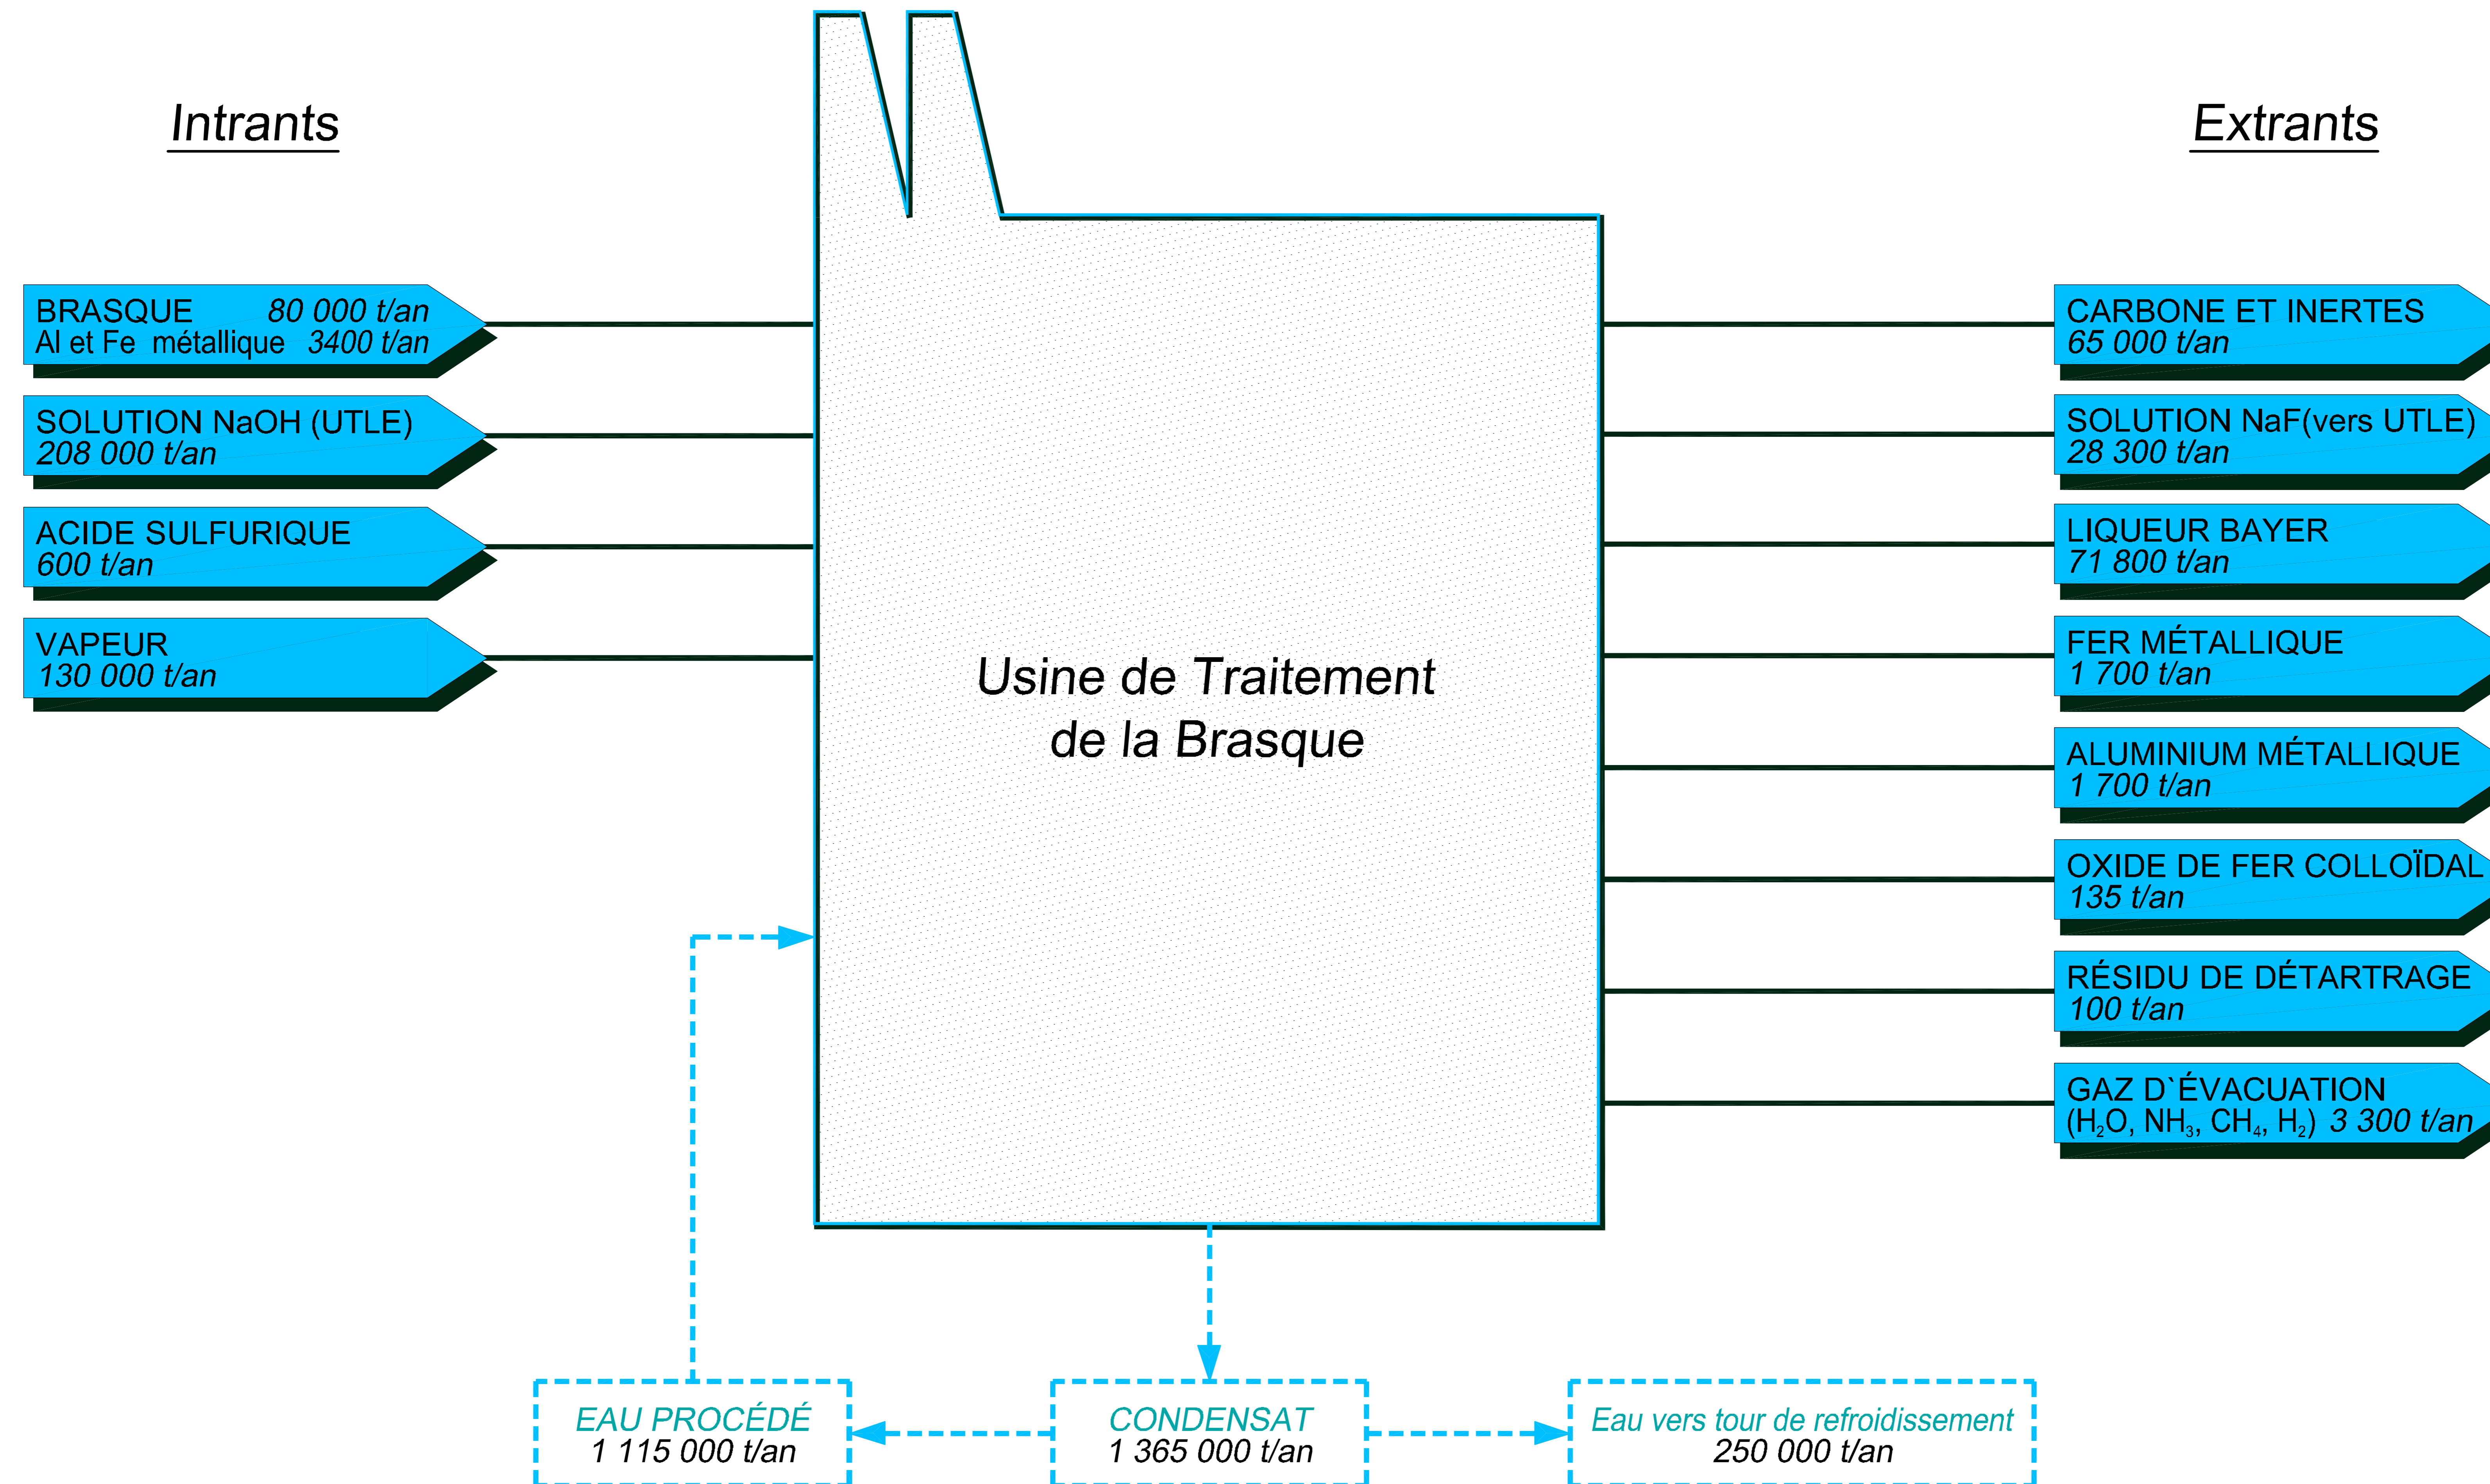 Intrants
BRASQUE 80 000 t/an
Al et Fe métallique 3400 t/an
SOLUTION NaOH (UTLE)
208 000 t/an
ACIDE SULFURIQUE
600 t/an
VAPEUR
130 000 t/an
Usine de Traitement
de la Brasque
Extrants
CARBONE ET INERTES
65 000 t/an
SOLUTION NaF(vers UTLE)
28 300 t/an
LIQUEUR BAYER
71 800 t/an
FER MÉTALLIQUE
1 700 t/an
ALUMINIUM MÉTALLIQUE
1 700 t/an
OXIDE DE FER COLLOÏDAL
135 t/an
RÉSIDU DE DÉTARTRAGE
100 t/an
GAZ D`ÉVACUATION
(H₂O, NH₃, CH₄, H₂) 3 300 t/an
EAU PROCÉDÉ
1 115 000 t/an
CONDENSAT
1 365 000 t/an
Eau vers tour de refroidissement
250 000 t/an